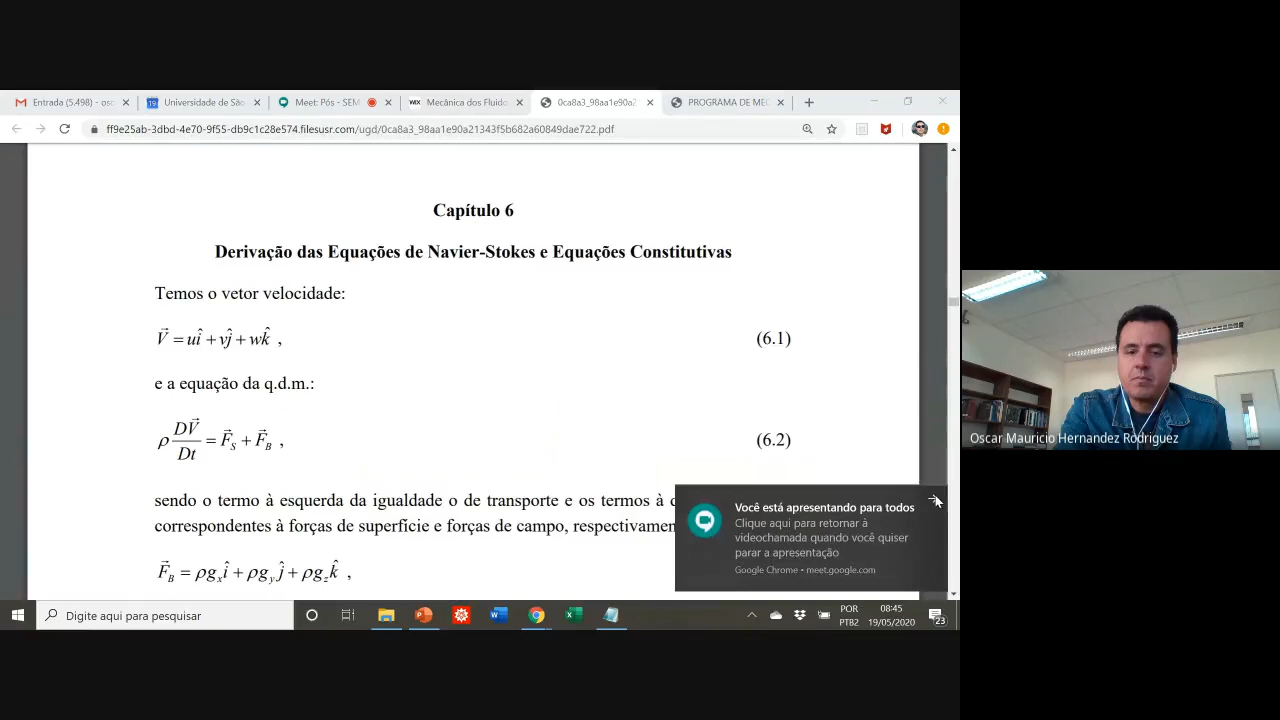 Entrada (5.498) - osc
Universidade de São
Meet: Pós - SEM
Mecânica dos Fluido
0ca8a3_98aa1e90a2
PROGRAMA DE MEC
ff9e25ab-3dbd-4e70-9f55-db9c1c28e574.filesusr.com/ugd/0ca8a3_98aa1e90a21343f5b682a60849dae722.pdf
Capítulo 6
Derivação das Equações de Navier-Stokes e Equações Constitutivas
Temos o vetor velocidade:
V⃗ = uî + vĵ + wk̂ , (6.1)
e a equação da q.d.m.:
ρ DV⃗/Dt = F⃗_S + F⃗_B , (6.2)
sendo o termo à esquerda da igualdade o de transporte e os termos à d
correspondentes à forças de superfície e forças de campo, respectivamen
F⃗_B = ρg_x î + ρg_y ĵ + ρg_z k̂ ,
Você está apresentando para todos
Clique aqui para retornar à
videochamada quando você quiser
parar a apresentação
Google Chrome • meet.google.com
Oscar Mauricio Hernandez Rodriguez
Digite aqui para pesquisar
POR
PTB2
08:45
19/05/2020
23